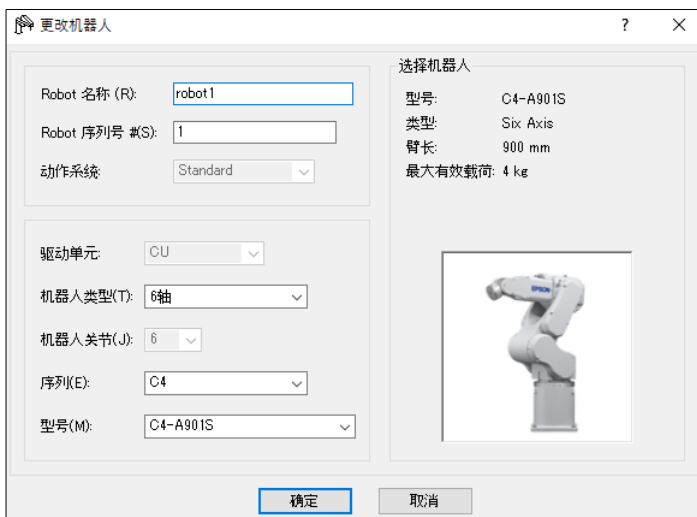 更改机器人
Robot 名称 (R): robot1
Robot 序列号 #(S): 1
动作系统: Standard
驱动单元: CU
机器人类型(T): 6轴
机器人关节(J): 6
序列(E): C4
型号(M): C4-A901S
选择机器人
型号: C4-A901S
类型: Six Axis
臂长: 900 mm
最大有效载荷: 4 kg
EPSON
确定
取消